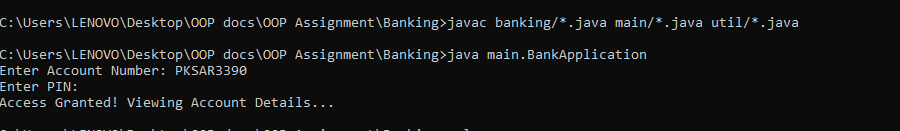 C:\Users\LENOVO\Desktop\OOP docs\OOP Assignment\Banking>javac banking/*.java main/*.java util/*.java
C:\Users\LENOVO\Desktop\OOP docs\OOP Assignment\Banking>java main.BankApplication
Enter Account Number: PKSAR3390
Enter PIN:
Access Granted! Viewing Account Details...